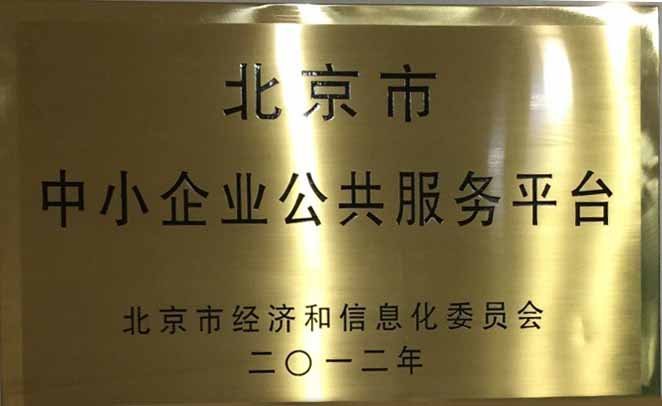 北京市
中小企业公共服务平台
北京市经济和信息化委员会
二〇一二年